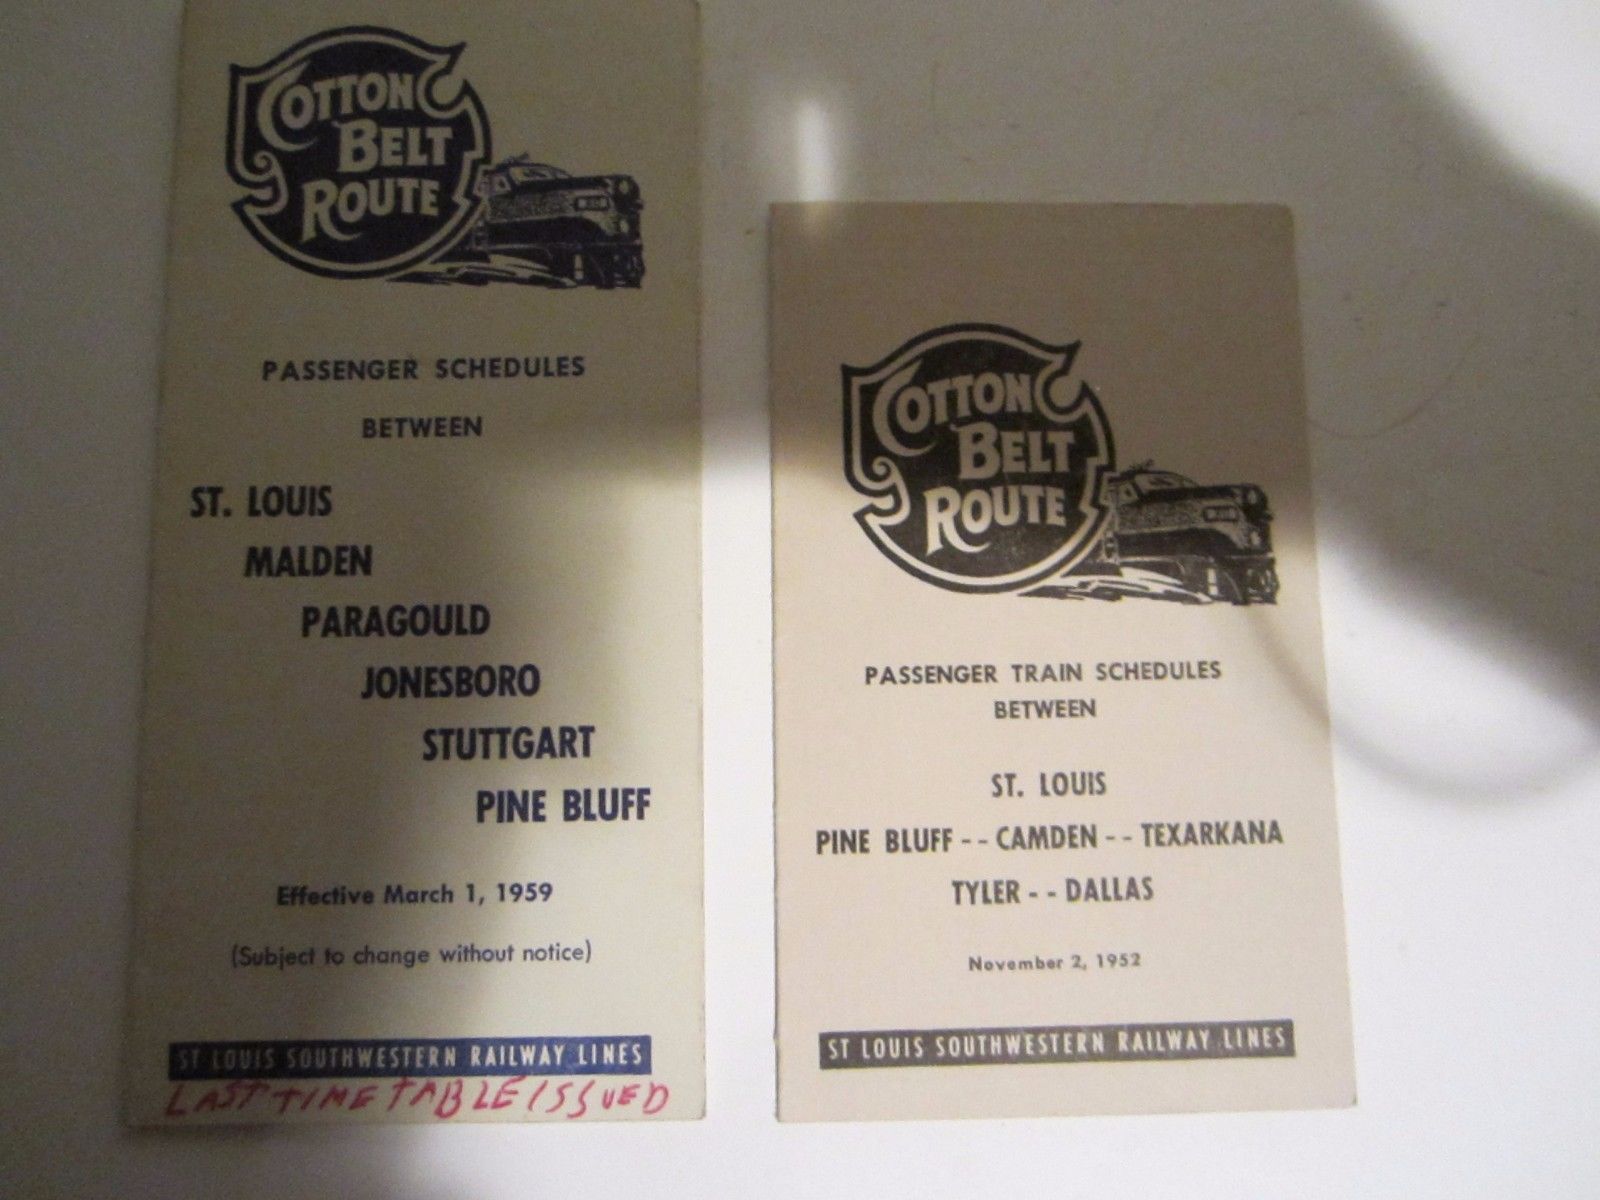 COTTON
BELT
ROUTE
PASSENGER SCHEDULES
BETWEEN
ST. LOUIS
MALDEN
PARAGOULD
JONESBORO
STUTTGART
PINE BLUFF
Effective March 1, 1959
(Subject to change without notice)
ST LOUIS SOUTHWESTERN RAILWAY LINES
LAST TIME TABLE ISSUED
COTTON
BELT
ROUTE
PASSENGER TRAIN SCHEDULES
BETWEEN
ST. LOUIS
PINE BLUFF -- CAMDEN -- TEXARKANA
TYLER -- DALLAS
November 2, 1952
ST LOUIS SOUTHWESTERN RAILWAY LINES